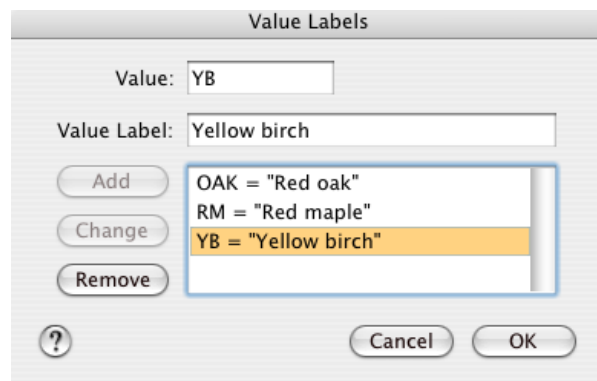 Value Labels
Value: YB
Value Label: Yellow birch
Add
OAK = "Red oak"
RM = "Red maple"
Change
YB = "Yellow birch"
Remove
?
Cancel
OK